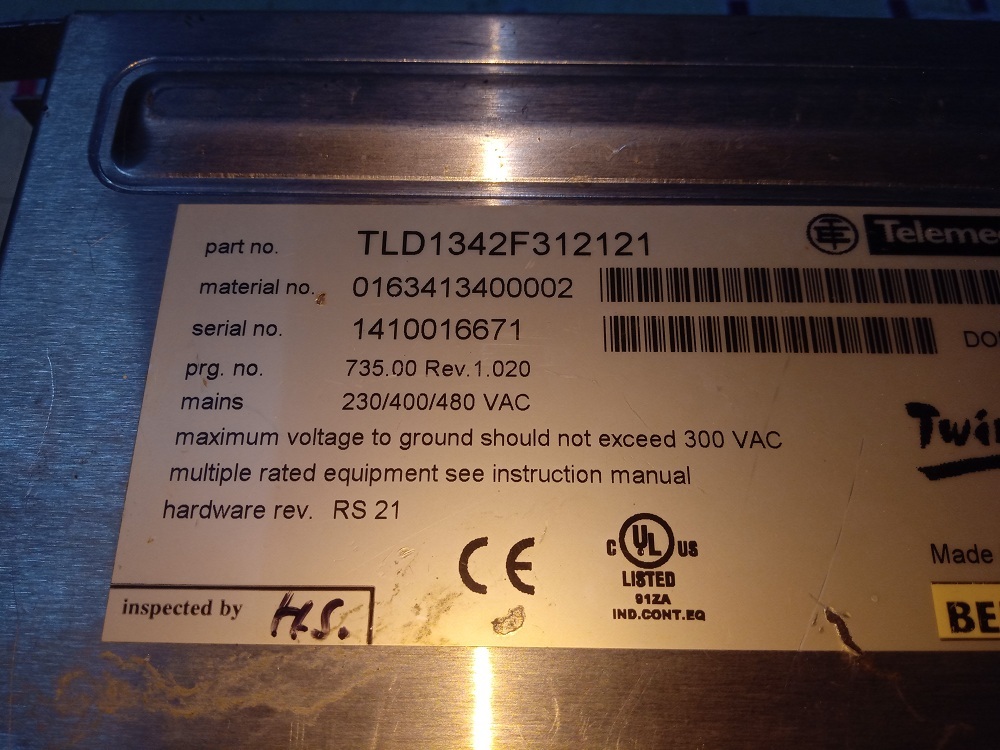 part no. TLD1342F312121
material no. 0163413400002
serial no. 1410016671
prg. no. 735.00 Rev.1.020
mains 230/400/480 VAC
maximum voltage to ground should not exceed 300 VAC
multiple rated equipment see instruction manual
hardware rev. RS 21
CE
C UL US
LISTED
91ZA
IND.CONT.EQ
inspected by H.S.
Teleme
DO
Twi
Made
BE